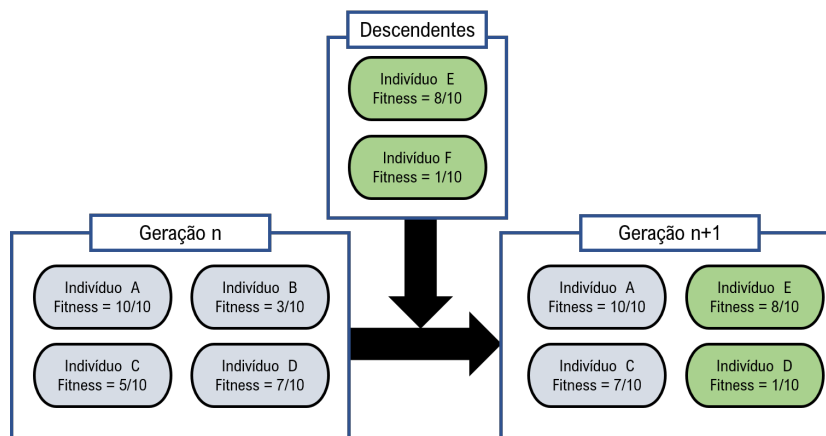 Descendentes
Indivíduo E
Fitness = 8/10
Indivíduo F
Fitness = 1/10
Geração n
Indivíduo A
Fitness = 10/10
Indivíduo B
Fitness = 3/10
Indivíduo C
Fitness = 5/10
Indivíduo D
Fitness = 7/10
Geração n+1
Indivíduo A
Fitness = 10/10
Indivíduo E
Fitness = 8/10
Indivíduo C
Fitness = 7/10
Indivíduo D
Fitness = 1/10